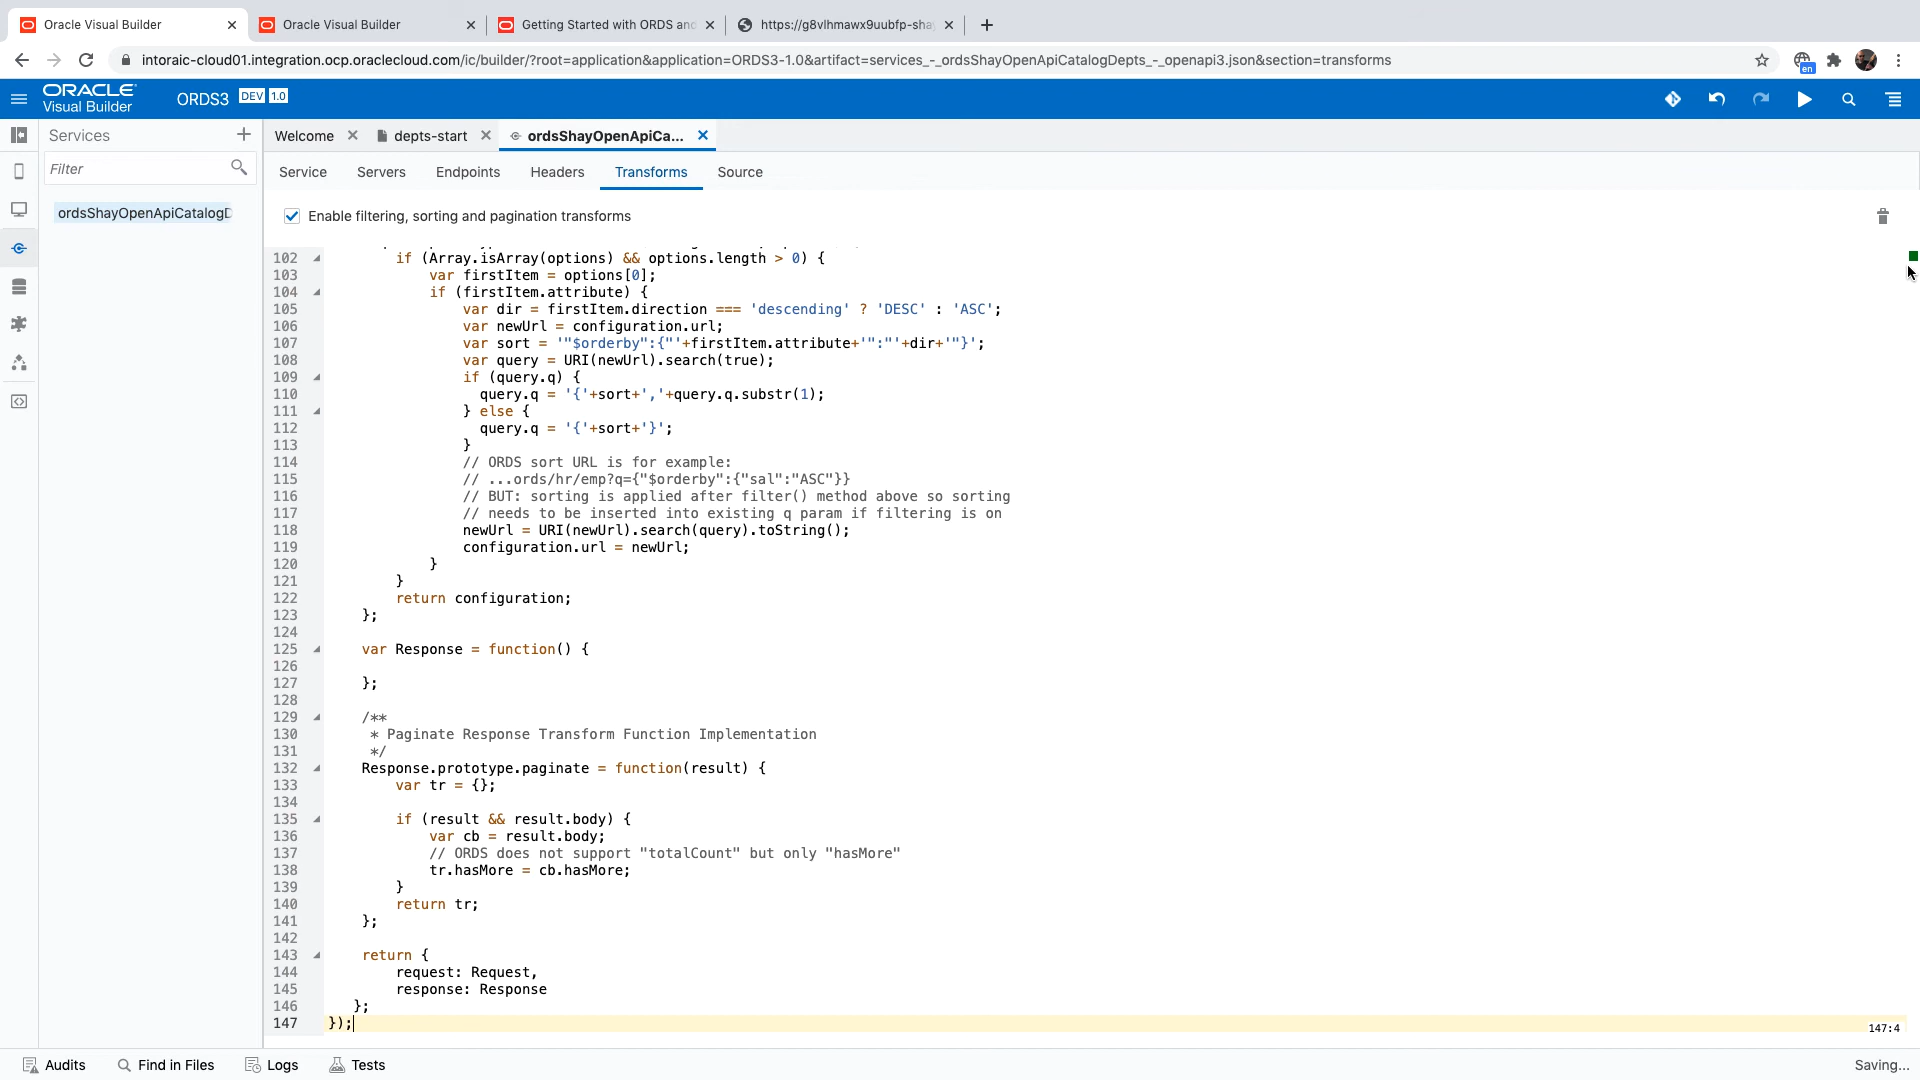 Oracle Visual Builder
Oracle Visual Builder
Getting Started with ORDS and
https://g8vlhmawx9uubfp-sha
intoraic-cloud01.integration.ocp.oraclecloud.com/ic/builder/?root=application&application=ORDS3-1.0&artifact=services_-_ordsShayOpenApiCatalogDepts_-_openapi3.json&section=transforms
en
ORACLE
Visual Builder
ORDS3 DEV 1.0
Services
Welcome
depts-start
ordsShayOpenApiCa...
Filter
ordsShayOpenApiCatalogD
Service
Servers
Endpoints
Headers
Transforms
Source
Enable filtering, sorting and pagination transforms
102 if (Array.isArray(options) && options.length > 0) {
103 var firstItem = options[0];
104 if (firstItem.attribute) {
105 var dir = firstItem.direction === 'descending' ? 'DESC' : 'ASC';
106 var newUrl = configuration.url;
107 var sort = '"$orderby":{"'+firstItem.attribute+'":"'+dir+'"}';
108 var query = URI(newUrl).search(true);
109 if (query.q) {
110 query.q = '{'+sort+','+query.q.substr(1);
111 } else {
112 query.q = '{'+sort+'}';
113 }
114 // ORDS sort URL is for example:
115 // ...ords/hr/emp?q={"$orderby":{"sal":"ASC"}}
116 // BUT: sorting is applied after filter() method above so sorting
117 // needs to be inserted into existing q param if filtering is on
118 newUrl = URI(newUrl).search(query).toString();
119 configuration.url = newUrl;
120 }
121 }
122 return configuration;
123 };
124
125 var Response = function() {
126
127 };
128
129 /**
130 * Paginate Response Transform Function Implementation
131 */
132 Response.prototype.paginate = function(result) {
133 var tr = {};
134
135 if (result && result.body) {
136 var cb = result.body;
137 // ORDS does not support "totalCount" but only "hasMore"
138 tr.hasMore = cb.hasMore;
139 }
140 return tr;
141 };
142
143 return {
144 request: Request,
145 response: Response
146 };
147 });
147:4
Audits
Find in Files
Logs
Tests
Saving...